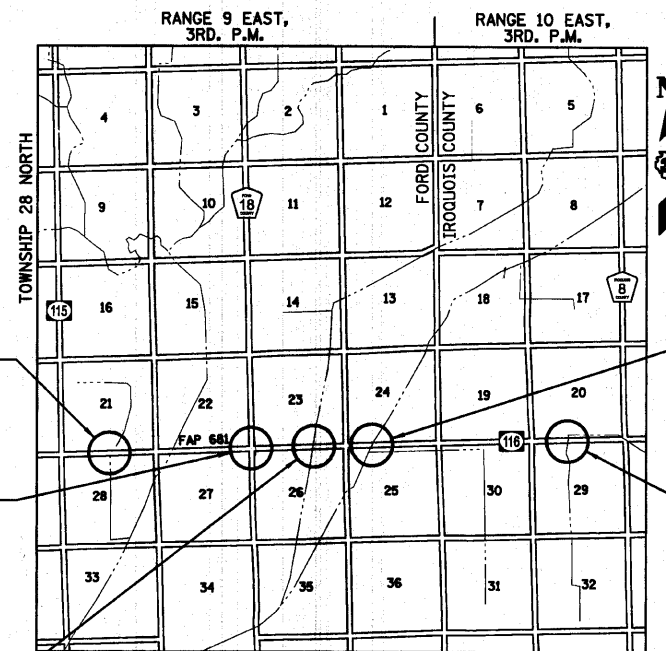 RANGE 9 EAST,
3RD. P.M.
RANGE 10 EAST,
3RD. P.M.
TOWNSHIP 28 NORTH
FORD COUNTY
IROQUOIS COUNTY
N
4 3 2 1 6 5
9 10 11 12 7 8
18
COUNTY
16 15 14 13 18 17
115
8
COUNTY
21 22 23 24 19 20
FAP 681
116
28 27 26 25 30 29
33 34 35 36 31 32